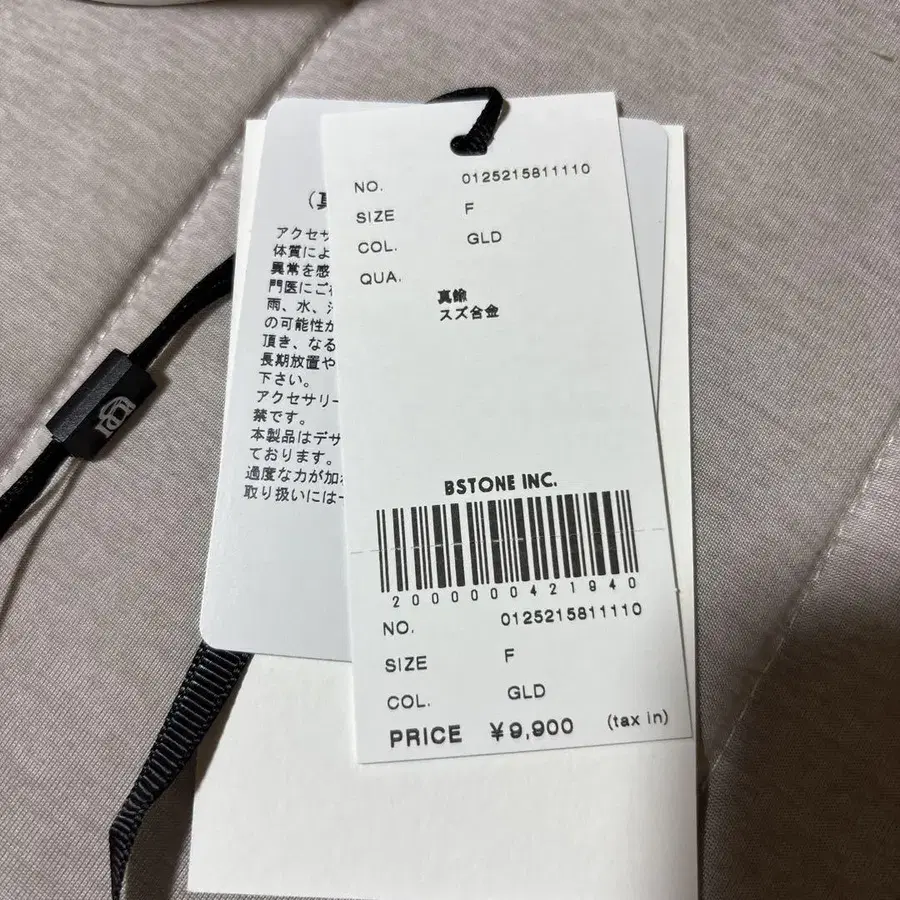 NO. 0125215811110
SIZE F
COL. GLD
QUA.
真鍮
スズ合金
BSTONE INC.
2000000421940
NO. 0125215811110
SIZE F
COL. GLD
PRICE ¥9,900 (tax in)
アクセサリ
体質によ
異常を感
門医にご
雨、水、
の可能性が
頂き、なる
長期放置や
下さい。
アクセサリー
禁です。
本製品はデザ
ております。
過度な力が加
取り扱いには